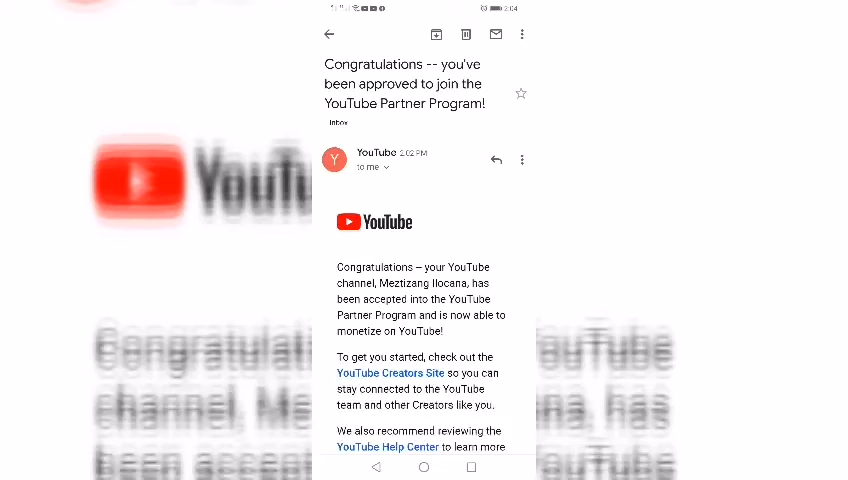 2:04
Congratulations -- you've
been approved to join the
YouTube Partner Program!
Inbox
Y
YouTube 2:02 PM
to me
YouTube
Congratulations – your YouTube
channel, Meztizang Ilocana, has
been accepted into the YouTube
Partner Program and is now able to
monetize on YouTube!
To get you started, check out the
YouTube Creators Site so you can
stay connected to the YouTube
team and other Creators like you.
We also recommend reviewing the
YouTube Help Center to learn more